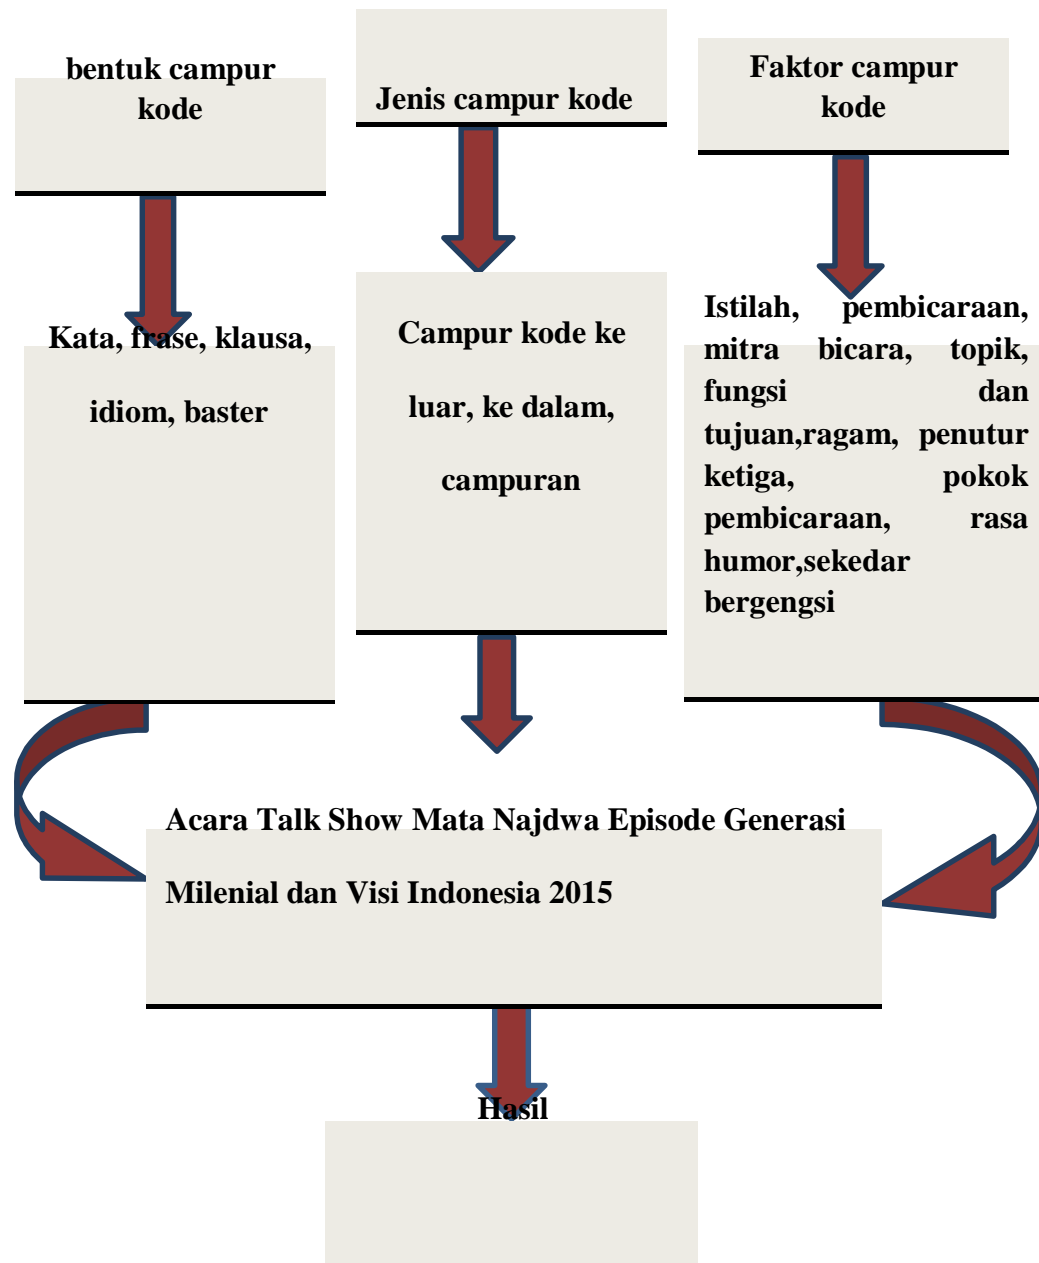 bentuk campur
kode
Jenis campur kode
Faktor campur
kode
Kata, frase, klausa,
idiom, baster
Campur kode ke
luar, ke dalam,
campuran
Istilah, pembicaraan,
mitra bicara, topik,
fungsi dan
tujuan,ragam, penutur
ketiga, pokok
pembicaraan, rasa
humor,sekedar
bergengsi
Acara Talk Show Mata Najdwa Episode Generasi
Milenial dan Visi Indonesia 2015
Hasil